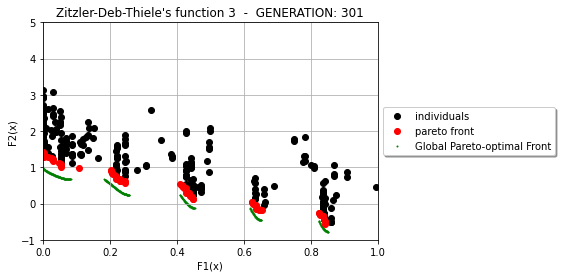 Zitzler-Deb-Thiele's function 3 - GENERATION: 301
5
4
3
2
1
0
−1
F2(x)
0.0 0.2 0.4 0.6 0.8 1.0
F1(x)
individuals
pareto front
Global Pareto-optimal Front